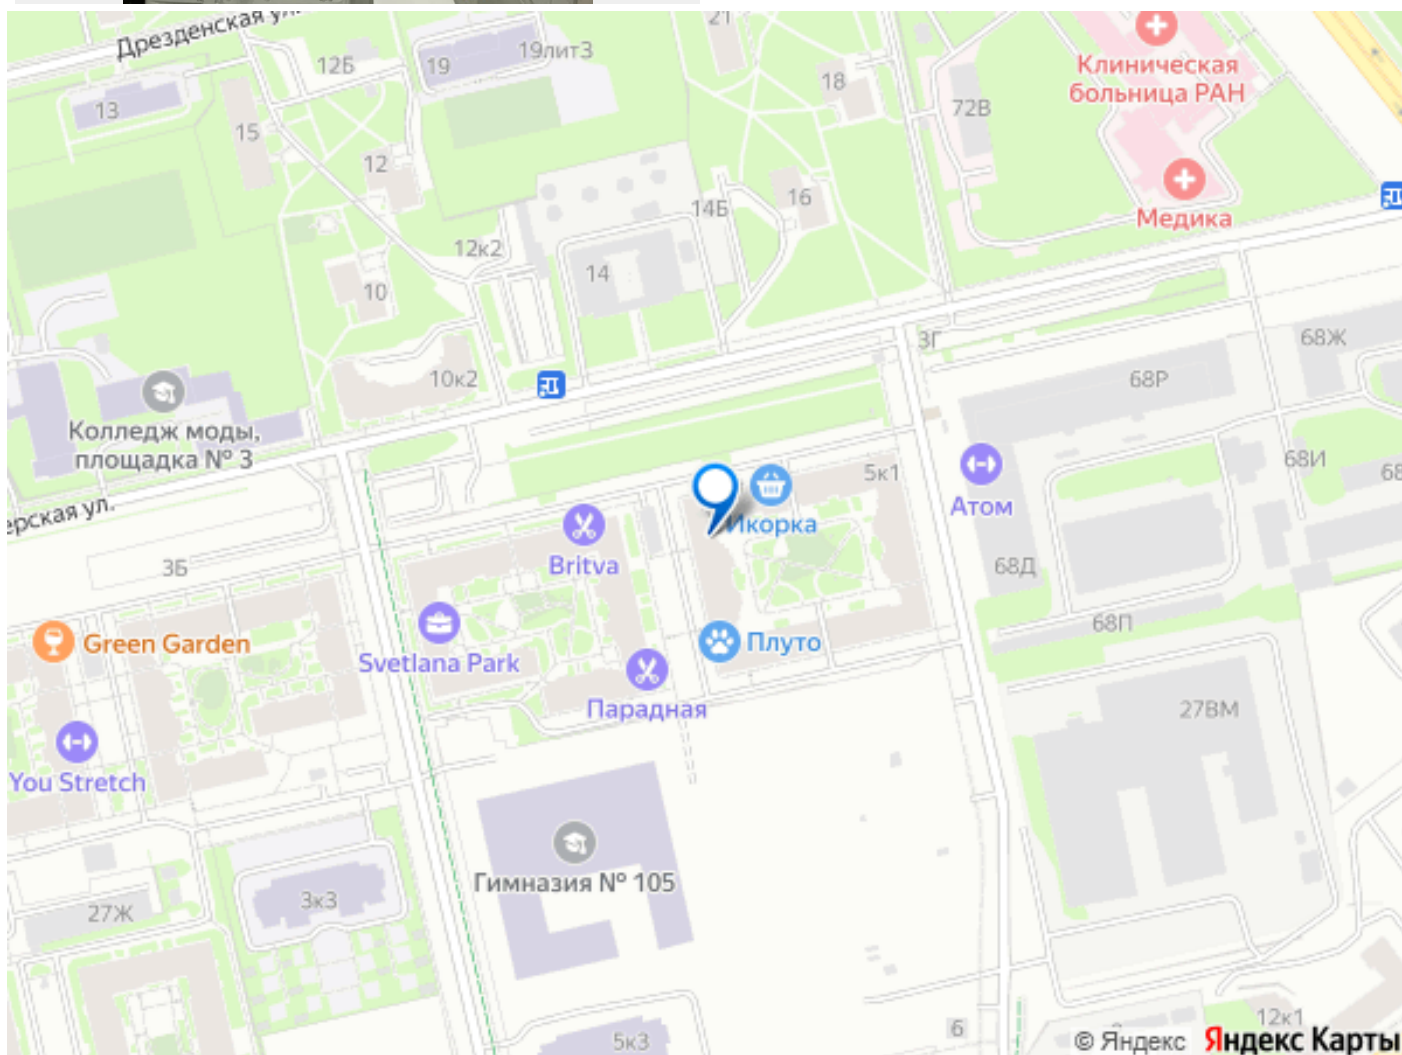 Дрезденская ул.
21
12Б
19
19литЗ
Клиническая
больница РАН
13
18
72В
15
12
Медика
14Б
16
12к2
14
10
3Г
68Ж
10к2
68Р
Колледж моды,
площадка № 3
5к1
68И
68
Атом
Икорка
ерская ул.
Britva
3Б
68Д
68П
Green Garden
Svetlana Park
Плуто
Парадная
27ВМ
You Stretch
Гимназия № 105
3к3
27Ж
5к3
6
12к1
© Яндекс Яндекс Карты